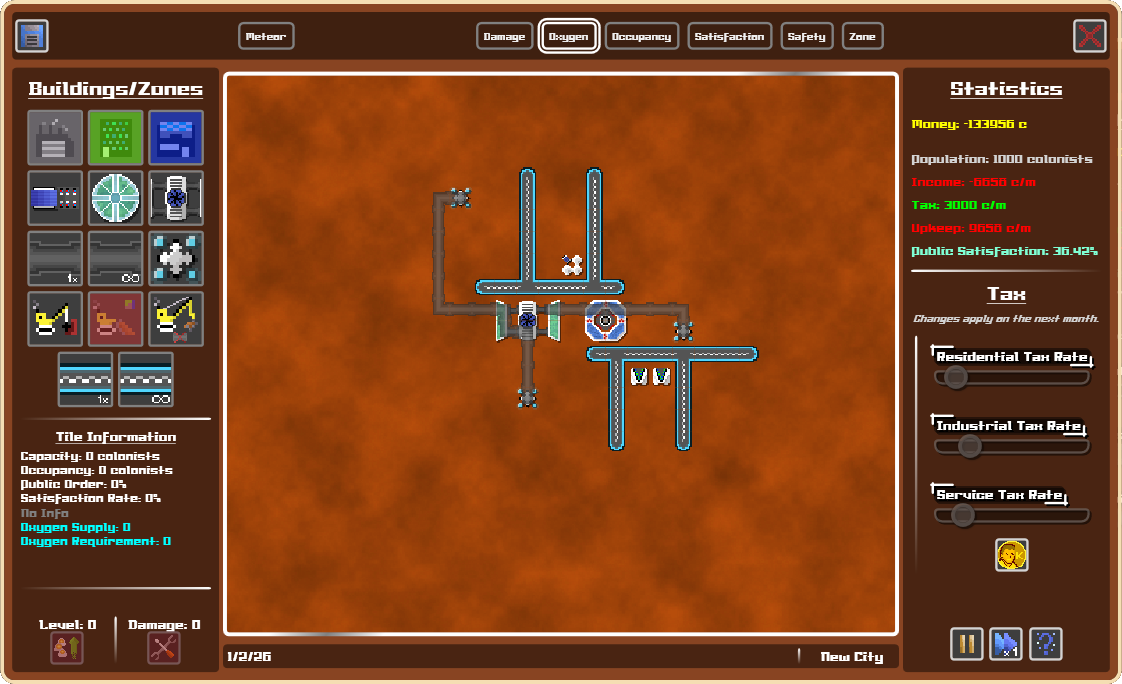 Meteor
Damage
Oxygen
Occupancy
Satisfaction
Safety
Zone
Buildings/Zones
1x
∞
1x
∞
Tile Information
Capacity: 0 colonists
Occupancy: 0 colonists
Public Order: 0%
Satisfaction Rate: 0%
No Info
Oxygen Supply: 0
Oxygen Requirement: 0
Level: 0
Damage: 0
1/2/26
New City
Statistics
Money: -133956 c
Population: 1000 colonists
Income: -6656 c/m
Tax: 3000 c/m
Upkeep: 9656 c/m
Public Satisfaction: 36.42%
Tax
Changes apply on the next month.
Residential Tax Rate
Industrial Tax Rate
Service Tax Rate
x1
?